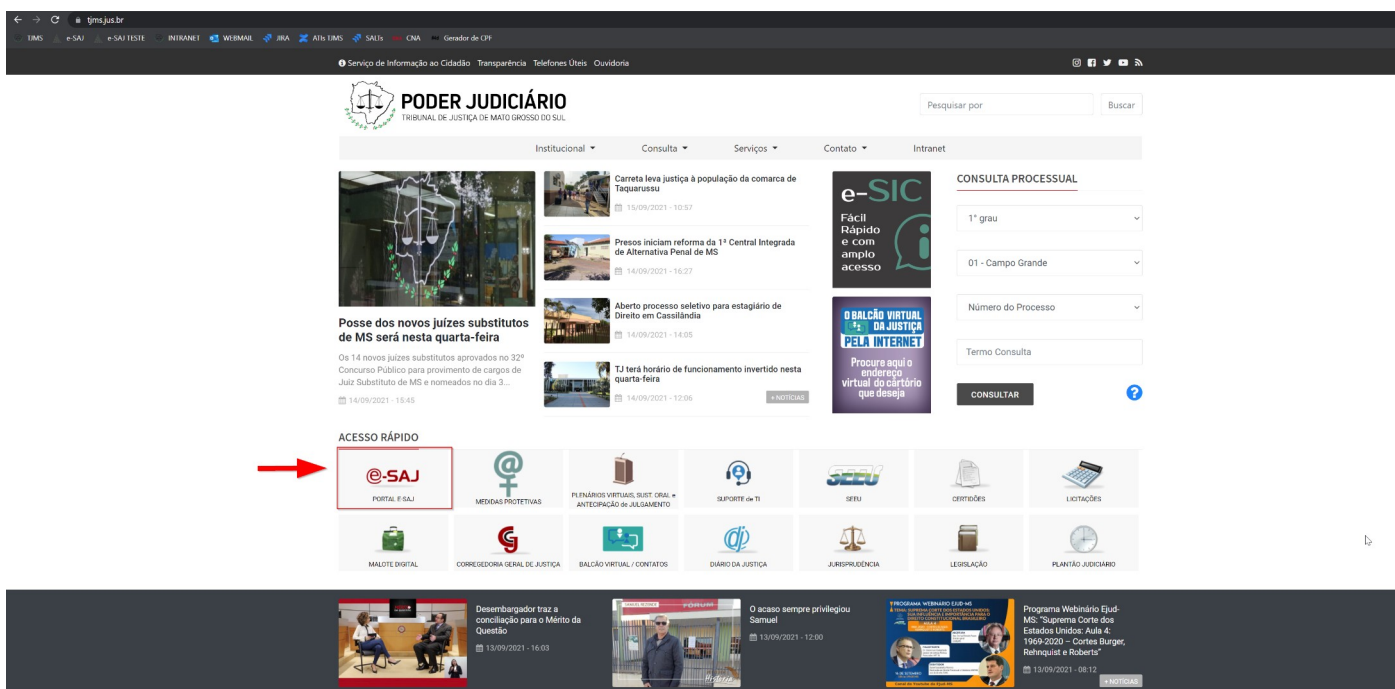 tjms.jus.br
TJMS e-SAJ e-SAJ TESTE INTRANET WEBMAIL JIRA ATIs TJMS SALTs CNA Gerador de CPF
Serviço de Informação ao Cidadão Transparência Telefones Úteis Ouvidoria
PODER JUDICIÁRIO
TRIBUNAL DE JUSTIÇA DE MATO GROSSO DO SUL
Pesquisar por
Buscar
Institucional Consulta Serviços Contato Intranet
Posse dos novos juízes substitutos
de MS será nesta quarta-feira
Os 14 novos juízes substitutos aprovados no 32º
Concurso Público para provimento de cargos de
Juiz Substituto de MS e nomeados no dia 3...
14/09/2021 - 15:45
Carreta leva justiça à população da comarca de
Taquarussu
15/09/2021 - 10:57
Presos iniciam reforma da 1ª Central Integrada
de Alternativa Penal de MS
14/09/2021 - 16:27
Aberto processo seletivo para estagiário de
Direito em Cassilândia
14/09/2021 - 14:05
TJ terá horário de funcionamento invertido nesta
quarta-feira
14/09/2021 - 12:06
+ NOTÍCIAS
e-SIC
Fácil
Rápido
e com
amplo
acesso
O BALCÃO VIRTUAL
DA JUSTIÇA
PELA INTERNET
Procure aqui o
endereço
virtual do cartório
que deseja
CONSULTA PROCESSUAL
1° grau
01 - Campo Grande
Número do Processo
Termo Consulta
CONSULTAR
?
ACESSO RÁPIDO
e-SAJ
PORTAL E-SAJ
MEDIDAS PROTETIVAS
PLENÁRIOS VIRTUAIS, SUST. ORAL e
ANTECIPAÇÃO de JULGAMENTO
SUPORTE de TI
SEEU
SEEU
CERTIDÕES
LICITAÇÕES
MALOTE DIGITAL
CORREGEDORIA GERAL DE JUSTIÇA
BALCÃO VIRTUAL / CONTATOS
DIÁRIO DA JUSTIÇA
JURISPRUDÊNCIA
LEGISLAÇÃO
PLANTÃO JUDICIÁRIO
Desembargador traz a
conciliação para o Mérito da
Questão
13/09/2021 - 16:03
SAMUEL REZENDE
FÓRUM
O acaso sempre privilegiou
Samuel
13/09/2021 - 12:00
PROGRAMA WEBINÁRIO EJUD-MS
Programa Webinário Ejud-
MS: "Suprema Corte dos
Estados Unidos: Aula 4:
1969-2020 – Cortes Burger,
Rehnquist e Roberts"
13/09/2021 - 08:12
+ NOTÍCIAS